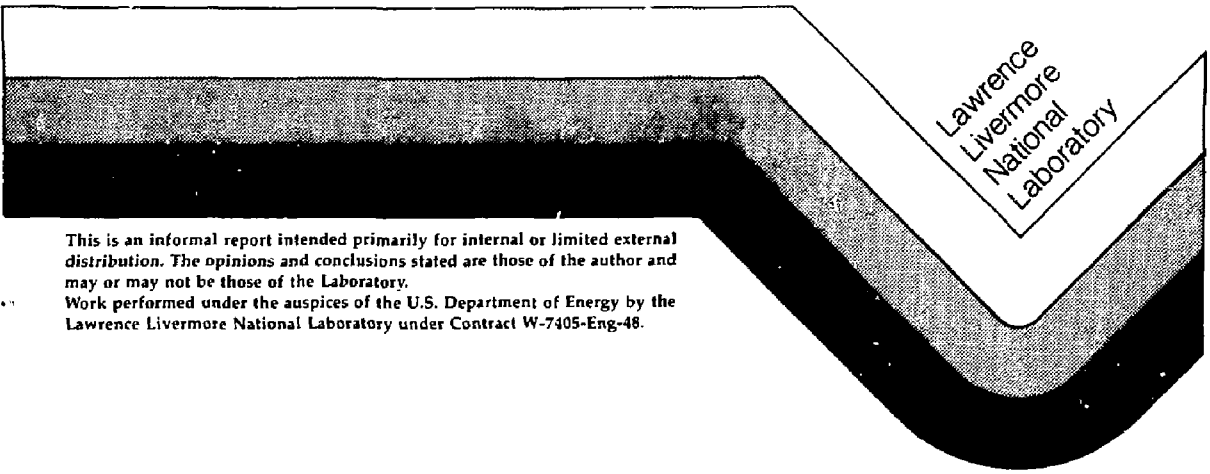 Lawrence
Livermore
National
Laboratory
This is an informal report intended primarily for internal or limited external
distribution. The opinions and conclusions stated are those of the author and
may or may not be those of the Laboratory.
Work performed under the auspices of the U.S. Department of Energy by the
Lawrence Livermore National Laboratory under Contract W-7405-Eng-48.